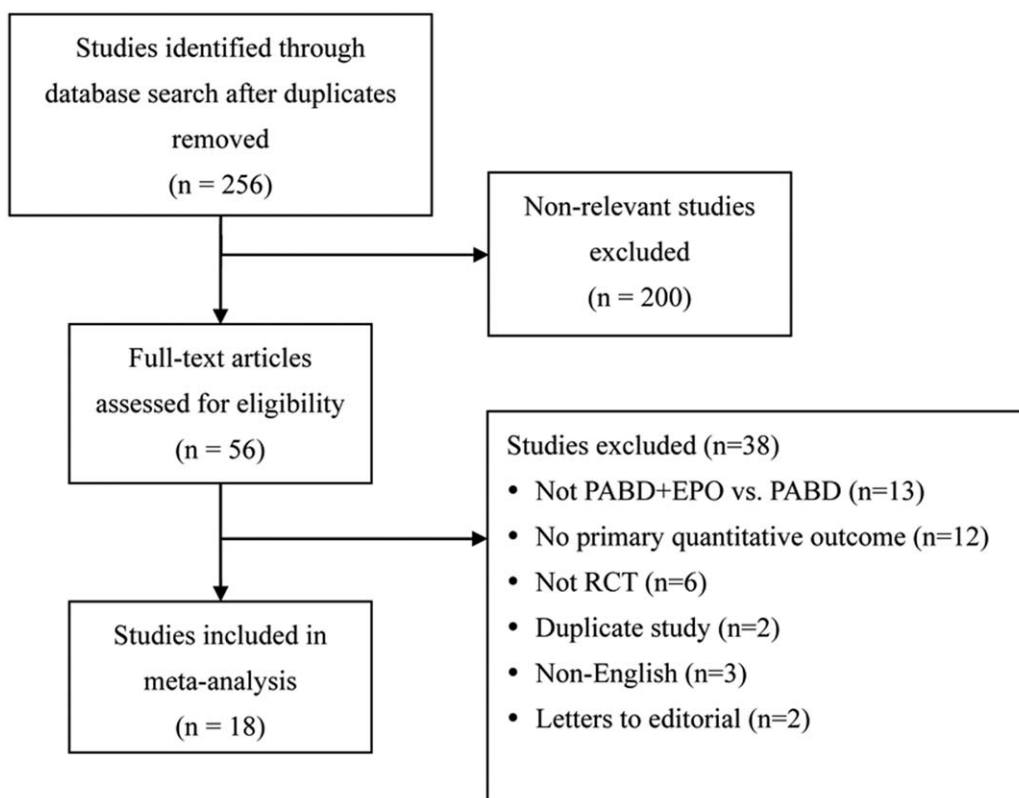 Studies identified through
database search after duplicates
removed
(n = 256)
Non-relevant studies
excluded
(n = 200)
Full-text articles
assessed for eligibility
(n = 56)
Studies excluded (n=38)
• Not PABD+EPO vs. PABD (n=13)
• No primary quantitative outcome (n=12)
• Not RCT (n=6)
• Duplicate study (n=2)
• Non-English (n=3)
• Letters to editorial (n=2)
Studies included in
meta-analysis
(n = 18)